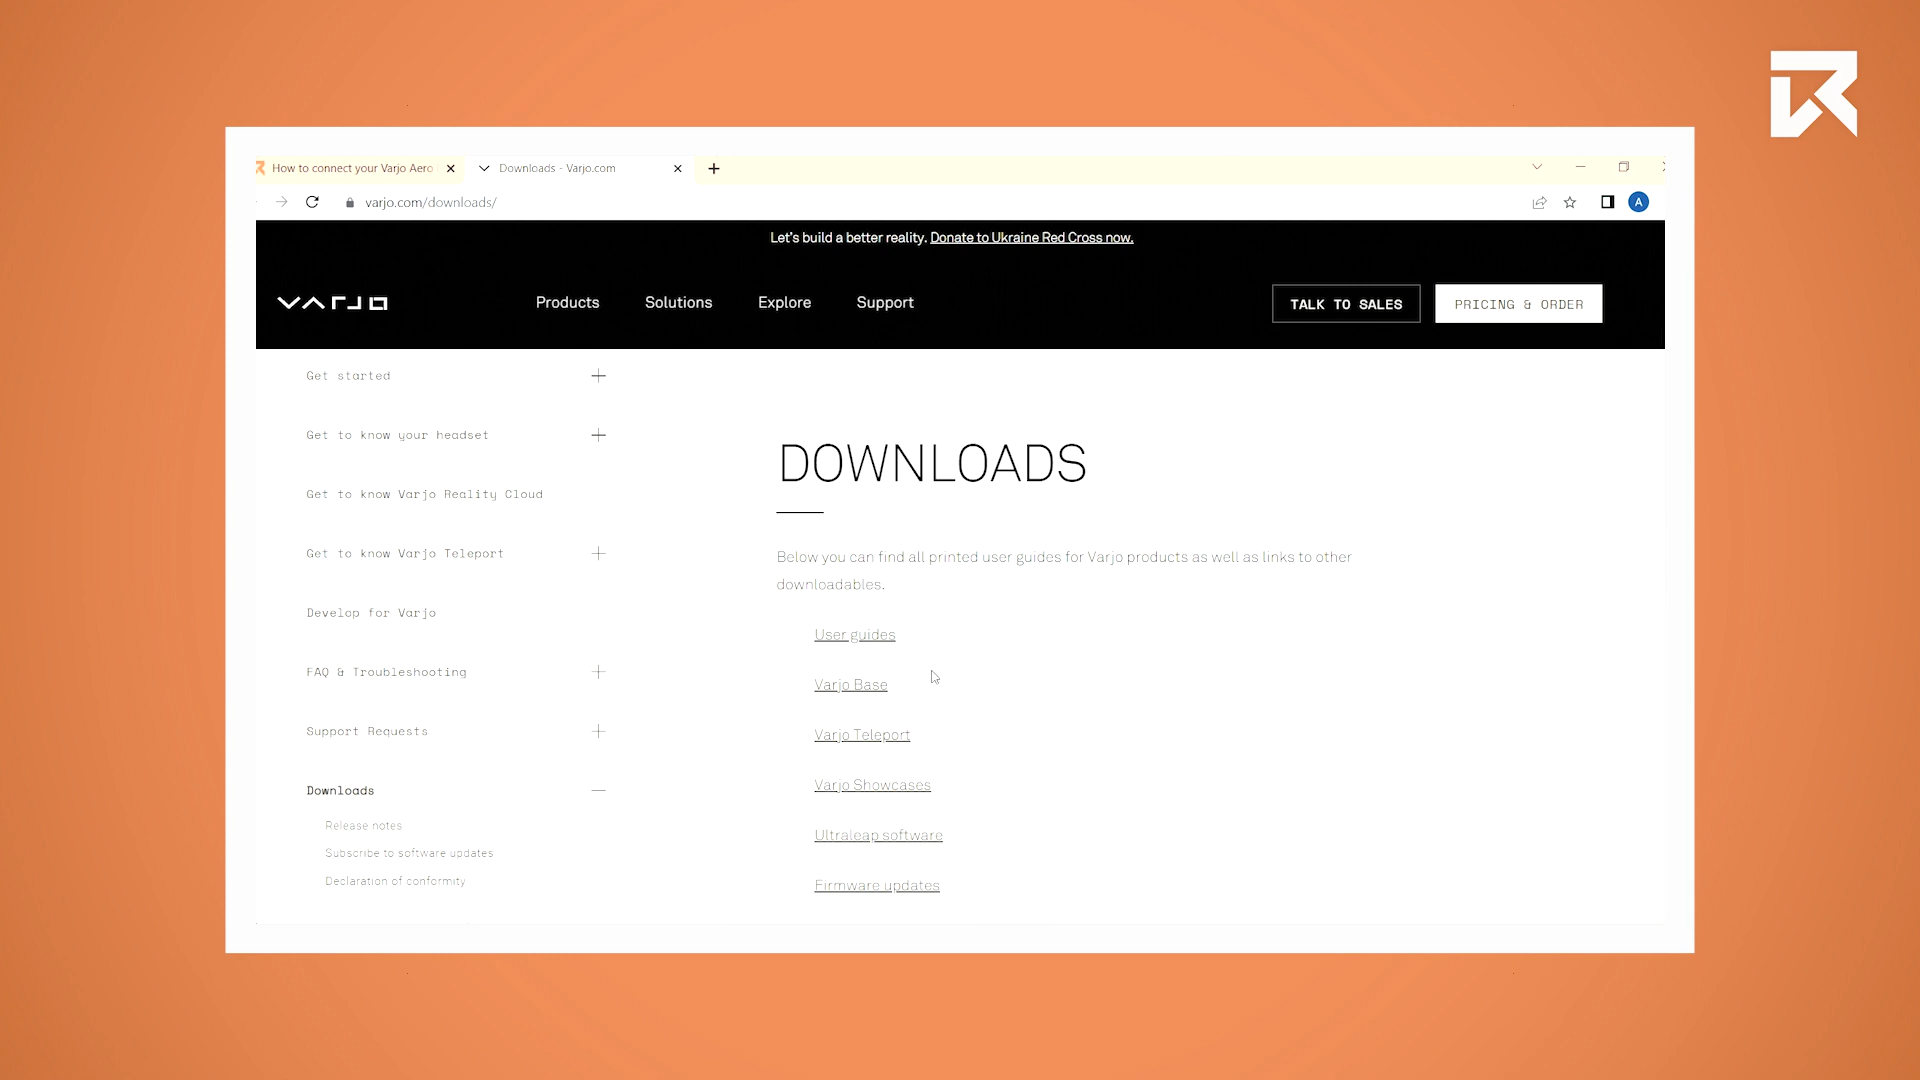 How to connect your Varjo Aero
Downloads - Varjo.com
varjo.com/downloads/
A
Let's build a better reality. Donate to Ukraine Red Cross now.
VARJO
Products
Solutions
Explore
Support
TALK TO SALES
PRICING & ORDER
Get started
Get to know your headset
Get to know Varjo Reality Cloud
Get to know Varjo Teleport
Develop for Varjo
FAQ & Troubleshooting
Support Requests
Downloads
Release notes
Subscribe to software updates
Declaration of conformity
DOWNLOADS
Below you can find all printed user guides for Varjo products as well as links to other
downloadables.
User guides
Varjo Base
Varjo Teleport
Varjo Showcases
Ultraleap software
Firmware updates